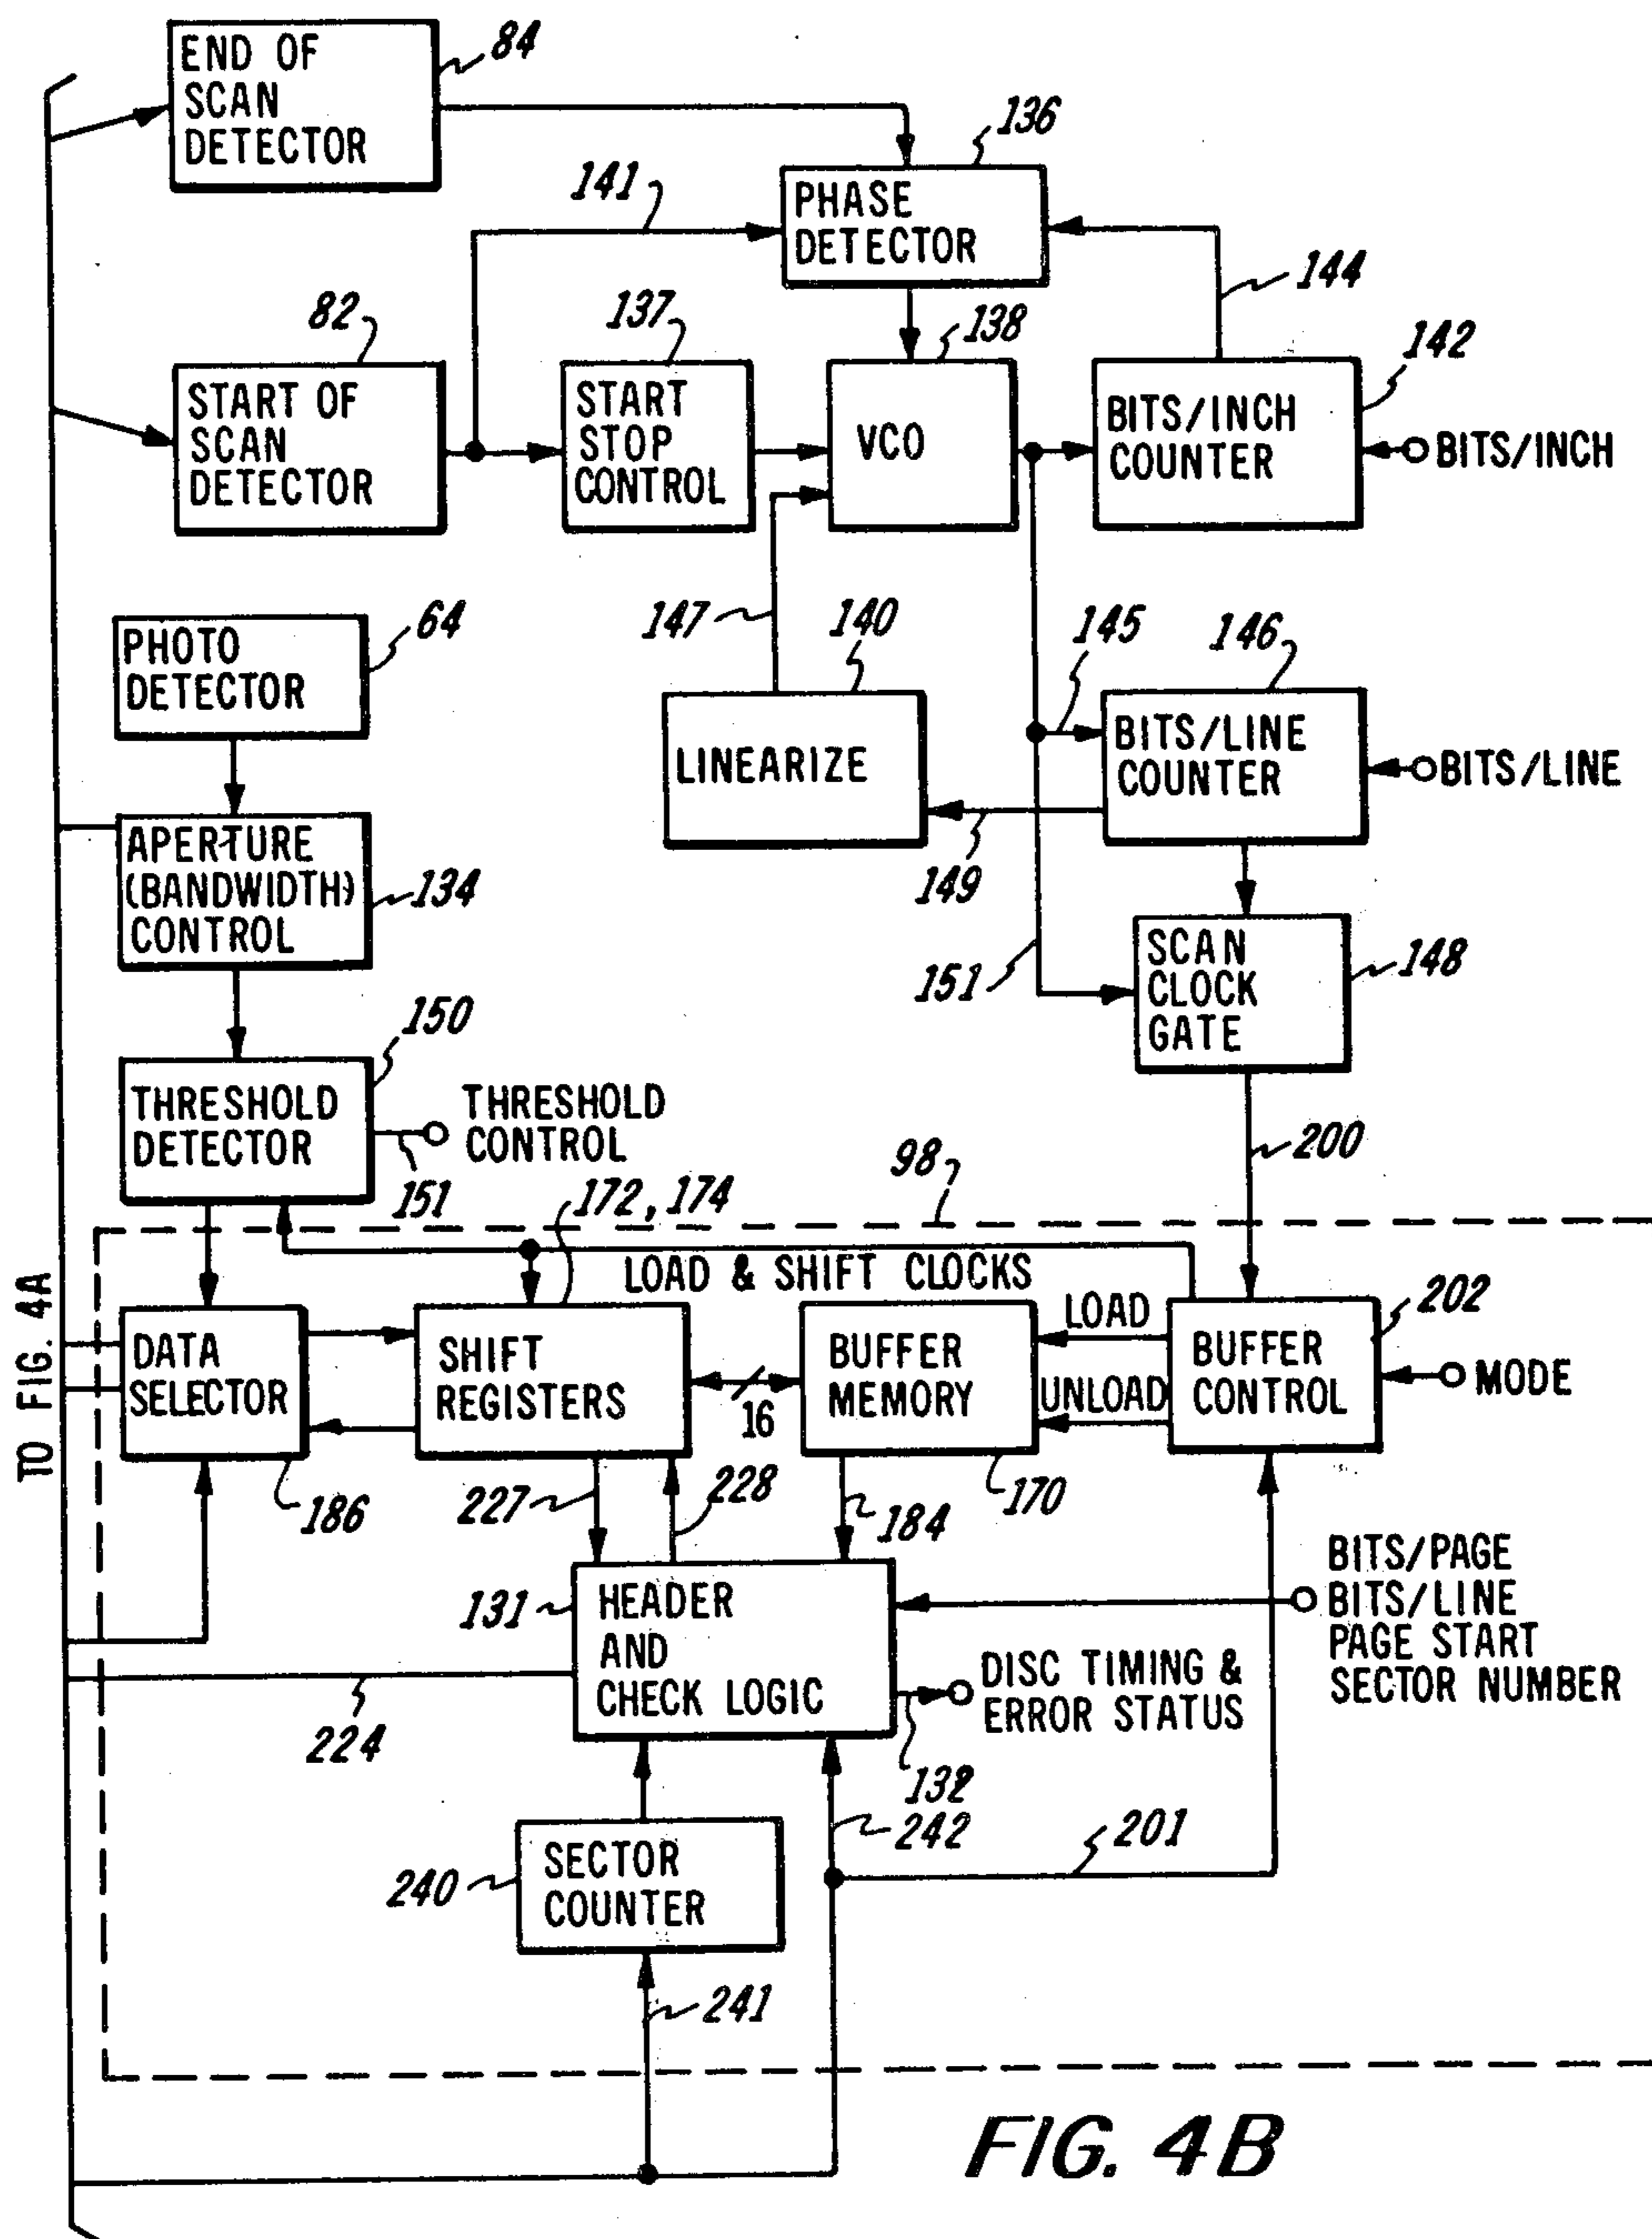 END OF
SCAN
DETECTOR
84
136
141
PHASE
DETECTOR
144
82
137
138
142
START OF
SCAN
DETECTOR
START
STOP
CONTROL
VCO
BITS/INCH
COUNTER
BITS/INCH
64
147
140
145
146
PHOTO
DETECTOR
LINEARIZE
BITS/LINE
COUNTER
BITS/LINE
149
APERTURE
(BANDWIDTH)
CONTROL
134
151
SCAN
CLOCK
GATE
148
150
THRESHOLD
DETECTOR
THRESHOLD
CONTROL
151
200
98
172, 174
LOAD & SHIFT CLOCKS
TO FIG. 4A
DATA
SELECTOR
SHIFT
REGISTERS
16
BUFFER
MEMORY
LOAD
UNLOAD
BUFFER
CONTROL
202
MODE
186
227
228
184
170
131
HEADER
AND
CHECK LOGIC
BITS/PAGE
BITS/LINE
PAGE START
SECTOR NUMBER
DISC TIMING &
ERROR STATUS
224
132
242
201
240
SECTOR
COUNTER
241
FIG. 4B